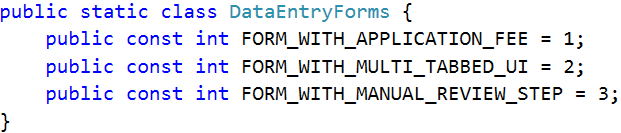 public static class DataEntryForms {
    public const int FORM_WITH_APPLICATION_FEE = 1;
    public const int FORM_WITH_MULTI_TABBED_UI = 2;
    public const int FORM_WITH_MANUAL_REVIEW_STEP = 3;
}